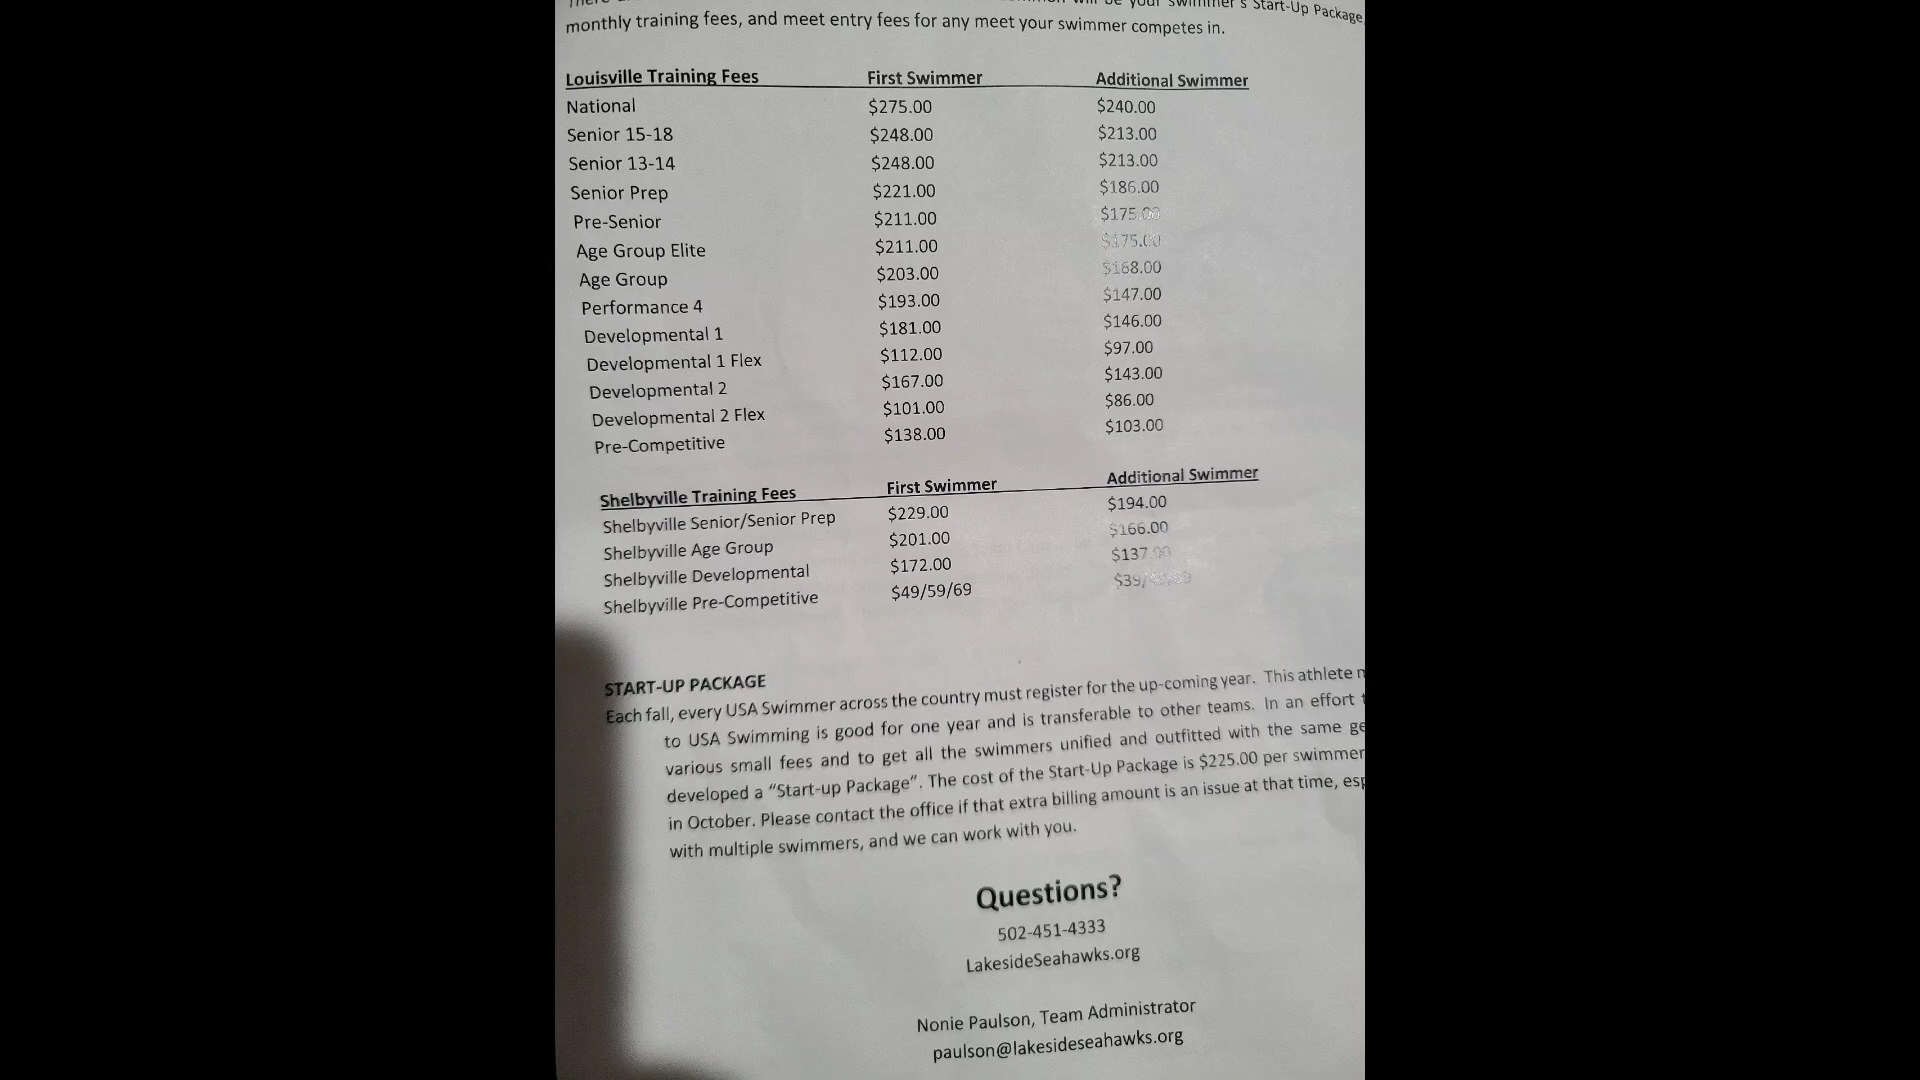 swimmer's Start-Up Package
monthly training fees, and meet entry fees for any meet your swimmer competes in.
Louisville Training Fees First Swimmer Additional Swimmer
National $275.00 $240.00
Senior 15-18 $248.00 $213.00
Senior 13-14 $248.00 $213.00
Senior Prep $221.00 $186.00
Pre-Senior $211.00 $175.00
Age Group Elite $211.00 $175.00
Age Group $203.00 $168.00
Performance 4 $193.00 $147.00
Developmental 1 $181.00 $146.00
Developmental 1 Flex $112.00 $97.00
Developmental 2 $167.00 $143.00
Developmental 2 Flex $101.00 $86.00
Pre-Competitive $138.00 $103.00
Shelbyville Training Fees First Swimmer Additional Swimmer
Shelbyville Senior/Senior Prep $229.00 $194.00
Shelbyville Age Group $201.00 $166.00
Shelbyville Developmental $172.00 $137.00
Shelbyville Pre-Competitive $49/59/69
START-UP PACKAGE
Each fall, every USA Swimmer across the country must register for the up-coming year. This athlete
to USA Swimming is good for one year and is transferable to other teams. In an effort
various small fees and to get all the swimmers unified and outfitted with the same
developed a "Start-up Package". The cost of the Start-Up Package is $225.00 per swimmer
in October. Please contact the office if that extra billing amount is an issue at that time,
with multiple swimmers, and we can work with you.
Questions?
502-451-4333
LakesideSeahawks.org
Nonie Paulson, Team Administrator
paulson@lakesideseahawks.org